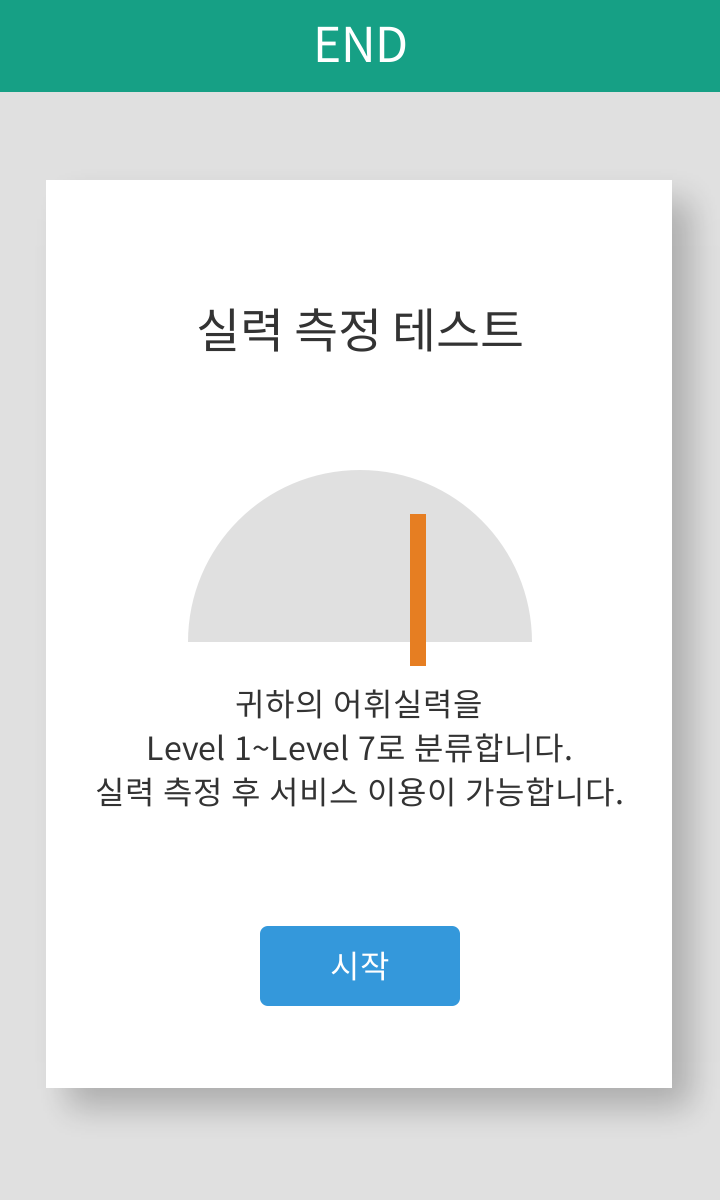 END
실력 측정 테스트
귀하의 어휘실력을
Level 1~Level 7로 분류합니다.
실력 측정 후 서비스 이용이 가능합니다.
시작